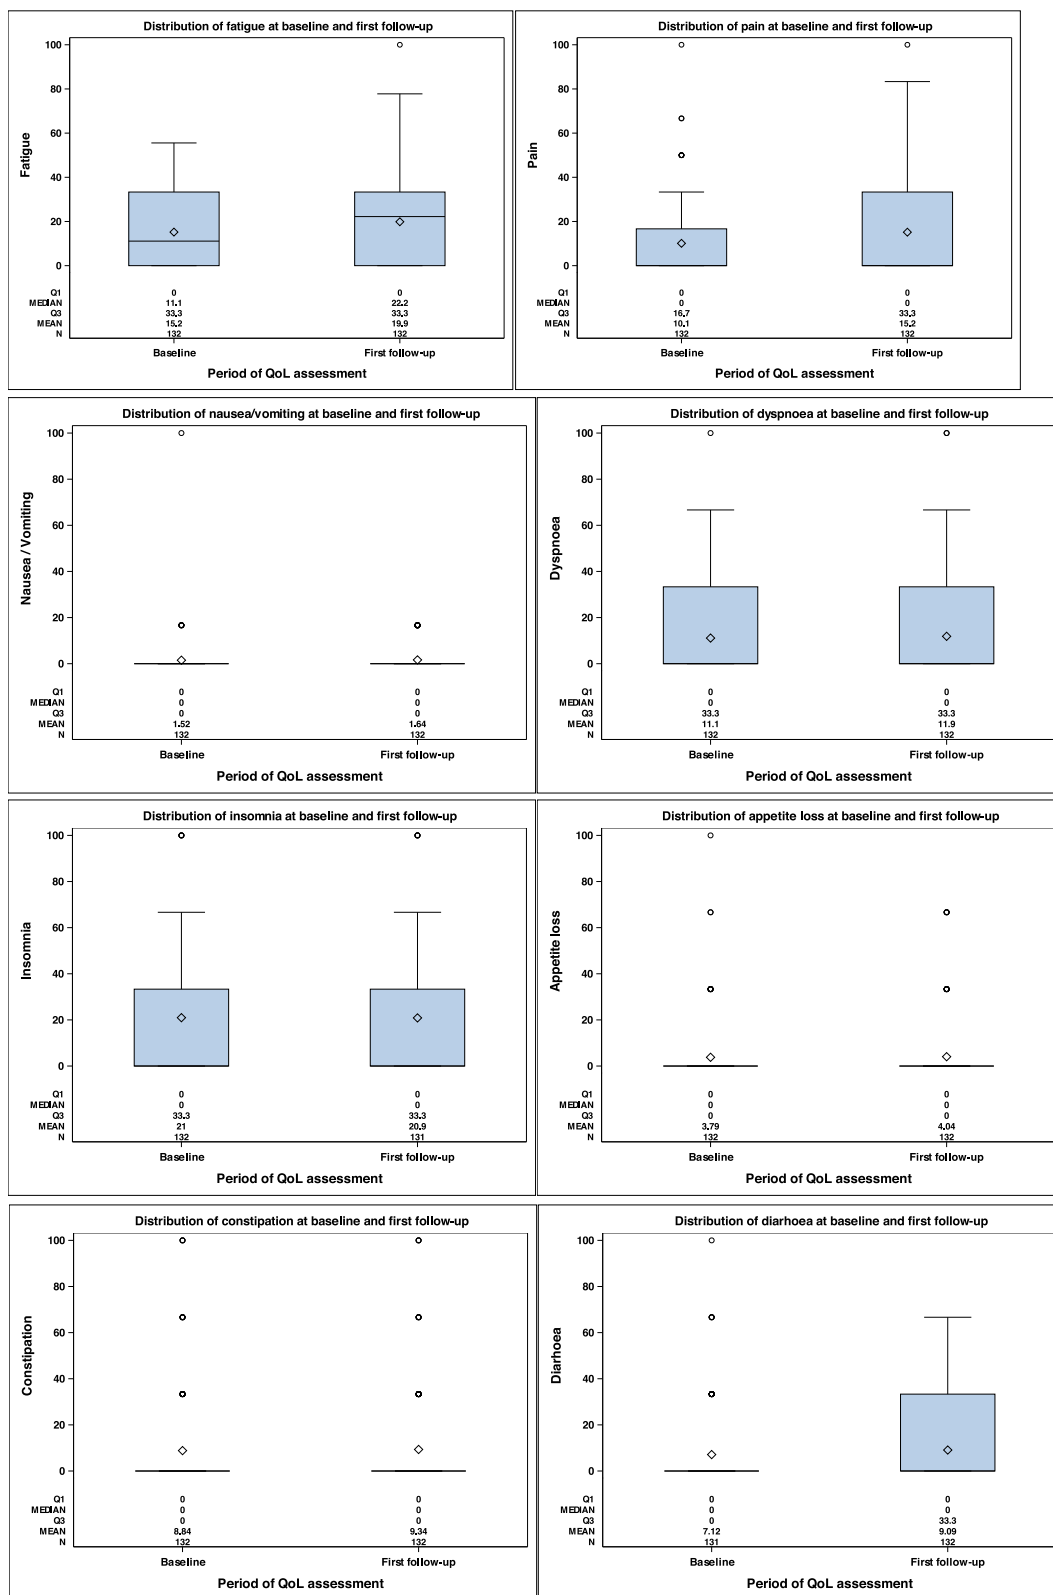 Distribution of fatigue at baseline and first follow-up
100
80
60
40
20
0
Fatigue
Q1 0 0
MEDIAN 11.1 22.2
Q3 33.3 33.3
MEAN 15.2 19.9
N 132 132
Baseline First follow-up
Period of QoL assessment
Distribution of pain at baseline and first follow-up
100
80
60
40
20
0
Pain
Q1 0 0
MEDIAN 0 0
Q3 16.7 33.3
MEAN 10.1 15.2
N 132 132
Baseline First follow-up
Period of QoL assessment
Distribution of nausea/vomiting at baseline and first follow-up
100
80
60
40
20
0
Nausea / Vomiting
Q1 0 0
MEDIAN 0 0
Q3 0 0
MEAN 1.52 1.64
N 132 132
Baseline First follow-up
Period of QoL assessment
Distribution of dyspnoea at baseline and first follow-up
100
80
60
40
20
0
Dyspnoea
Q1 0 0
MEDIAN 0 0
Q3 33.3 33.3
MEAN 11.1 11.9
N 132 132
Baseline First follow-up
Period of QoL assessment
Distribution of insomnia at baseline and first follow-up
100
80
60
40
20
0
Insomnia
Q1 0 0
MEDIAN 0 0
Q3 33.3 33.3
MEAN 21 20.9
N 132 131
Baseline First follow-up
Period of QoL assessment
Distribution of appetite loss at baseline and first follow-up
100
80
60
40
20
0
Appetite loss
Q1 0 0
MEDIAN 0 0
Q3 0 0
MEAN 3.79 4.04
N 132 132
Baseline First follow-up
Period of QoL assessment
Distribution of constipation at baseline and first follow-up
100
80
60
40
20
0
Constipation
Q1 0 0
MEDIAN 0 0
Q3 0 0
MEAN 8.84 9.34
N 132 132
Baseline First follow-up
Period of QoL assessment
Distribution of diarhoea at baseline and first follow-up
100
80
60
40
20
0
Diarhoea
Q1 0 0
MEDIAN 0 0
Q3 0 33.3
MEAN 7.12 9.09
N 131 132
Baseline First follow-up
Period of QoL assessment